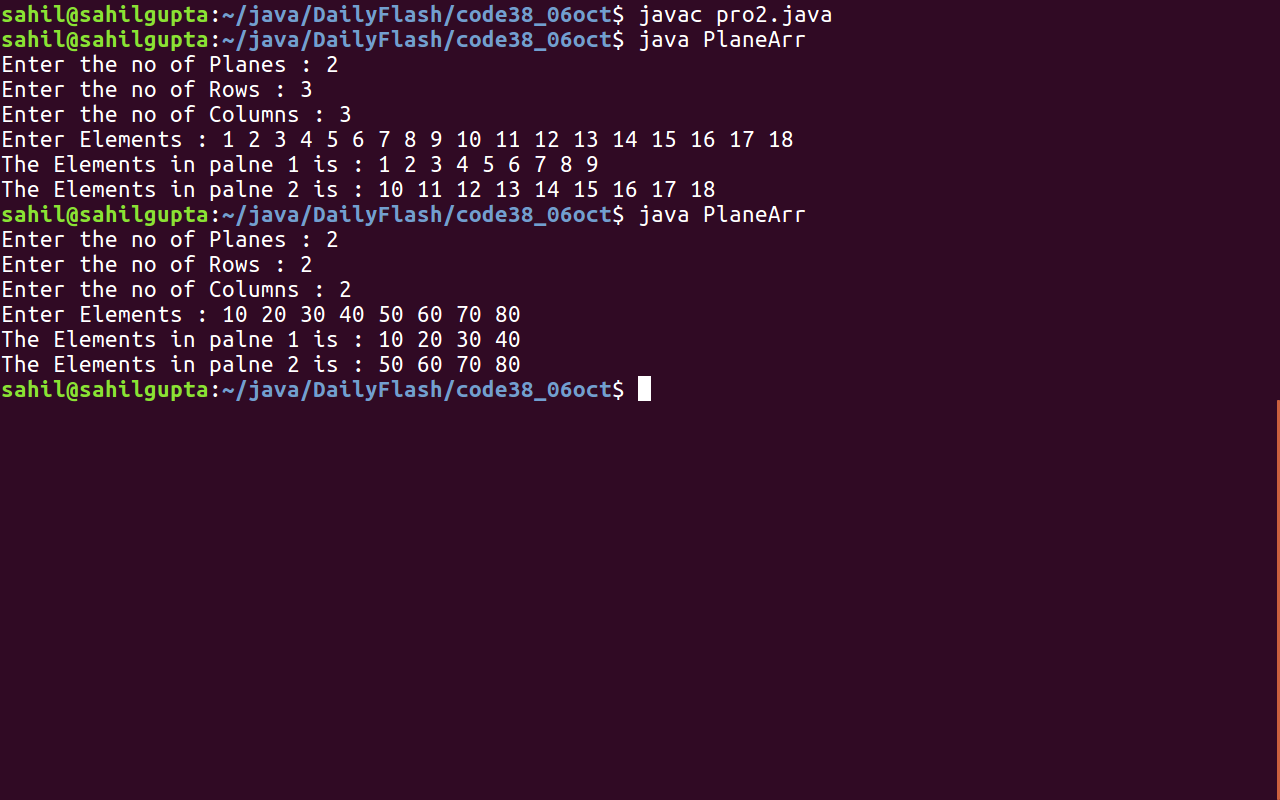 sahil@sahilgupta:~/java/DailyFlash/code38_06oct$ javac pro2.java
sahil@sahilgupta:~/java/DailyFlash/code38_06oct$ java PlaneArr
Enter the no of Planes : 2
Enter the no of Rows : 3
Enter the no of Columns : 3
Enter Elements : 1 2 3 4 5 6 7 8 9 10 11 12 13 14 15 16 17 18
The Elements in palne 1 is : 1 2 3 4 5 6 7 8 9
The Elements in palne 2 is : 10 11 12 13 14 15 16 17 18
sahil@sahilgupta:~/java/DailyFlash/code38_06oct$ java PlaneArr
Enter the no of Planes : 2
Enter the no of Rows : 2
Enter the no of Columns : 2
Enter Elements : 10 20 30 40 50 60 70 80
The Elements in palne 1 is : 10 20 30 40
The Elements in palne 2 is : 50 60 70 80
sahil@sahilgupta:~/java/DailyFlash/code38_06oct$